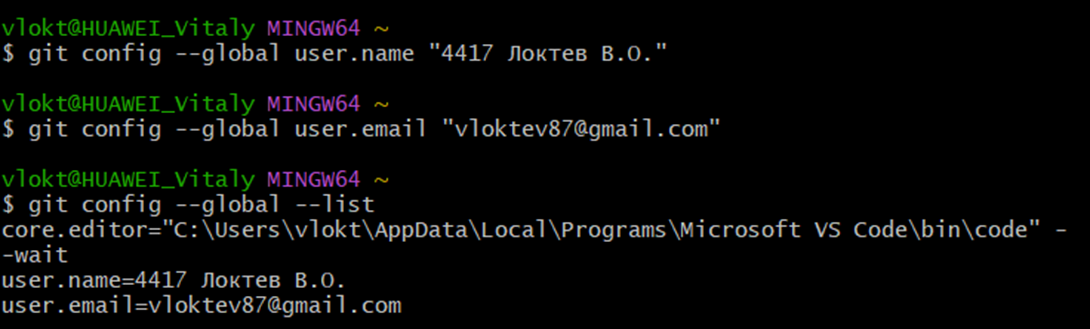 vlokt@HUAWEI_Vitaly MINGW64 ~
$ git config --global user.name "4417 Локтев В.О."
vlokt@HUAWEI_Vitaly MINGW64 ~
$ git config --global user.email "vloktev87@gmail.com"
vlokt@HUAWEI_Vitaly MINGW64 ~
$ git config --global --list
core.editor="C:\Users\vlokt\AppData\Local\Programs\Microsoft VS Code\bin\code" -
-wait
user.name=4417 Локтев В.О.
user.email=vloktev87@gmail.com